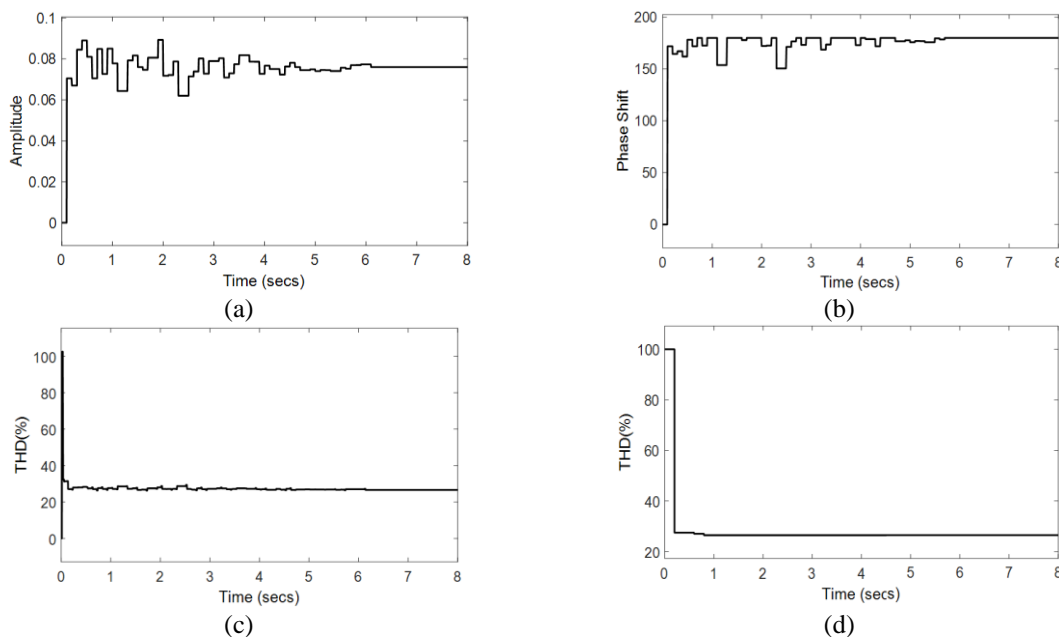 0.1
0.08
0.06
0.04
0.02
0
Amplitude
0 1 2 3 4 5 6 7 8
Time (secs)
(a)
200
150
100
50
0
Phase Shift
0 1 2 3 4 5 6 7 8
Time (secs)
(b)
100
80
60
40
20
0
THD(%)
0 1 2 3 4 5 6 7 8
Time (secs)
(c)
100
80
60
40
20
THD(%)
0 1 2 3 4 5 6 7 8
Time (secs)
(d)